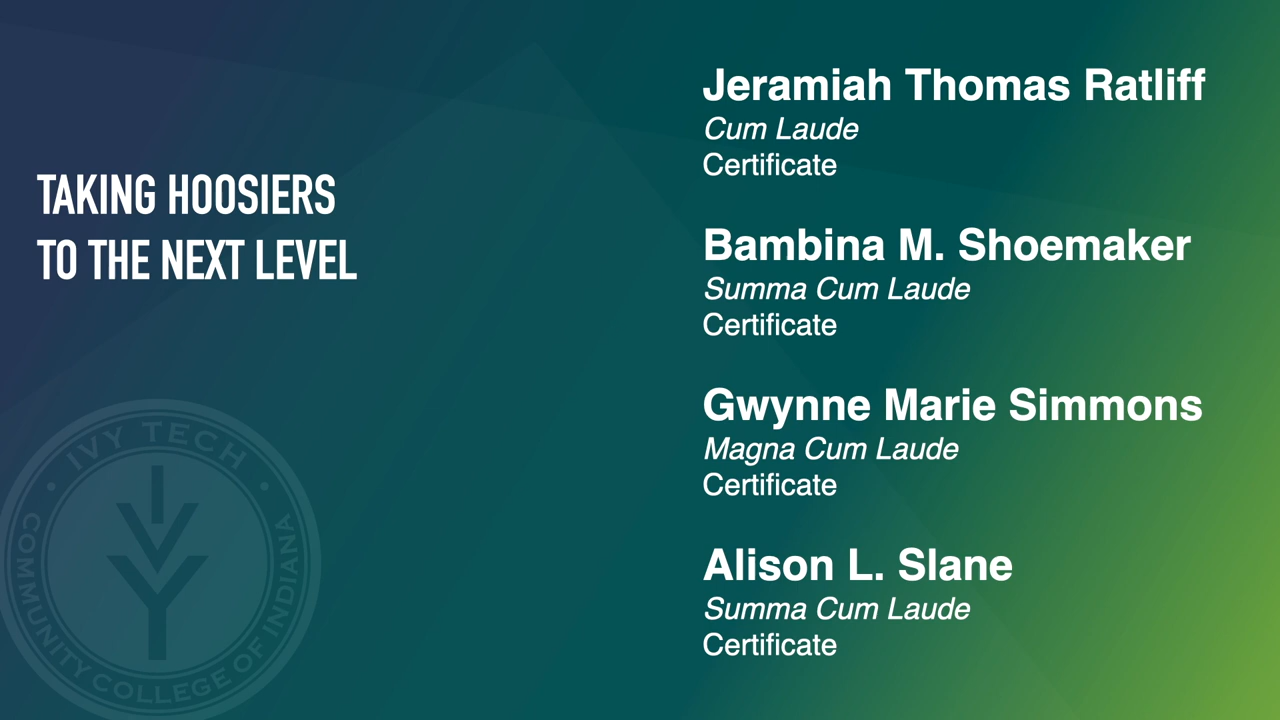 TAKING HOOSIERS
TO THE NEXT LEVEL
IVY TECH
COMMUNITY COLLEGE OF INDIANA
IVY
Jeramiah Thomas Ratliff
Cum Laude
Certificate
Bambina M. Shoemaker
Summa Cum Laude
Certificate
Gwynne Marie Simmons
Magna Cum Laude
Certificate
Alison L. Slane
Summa Cum Laude
Certificate